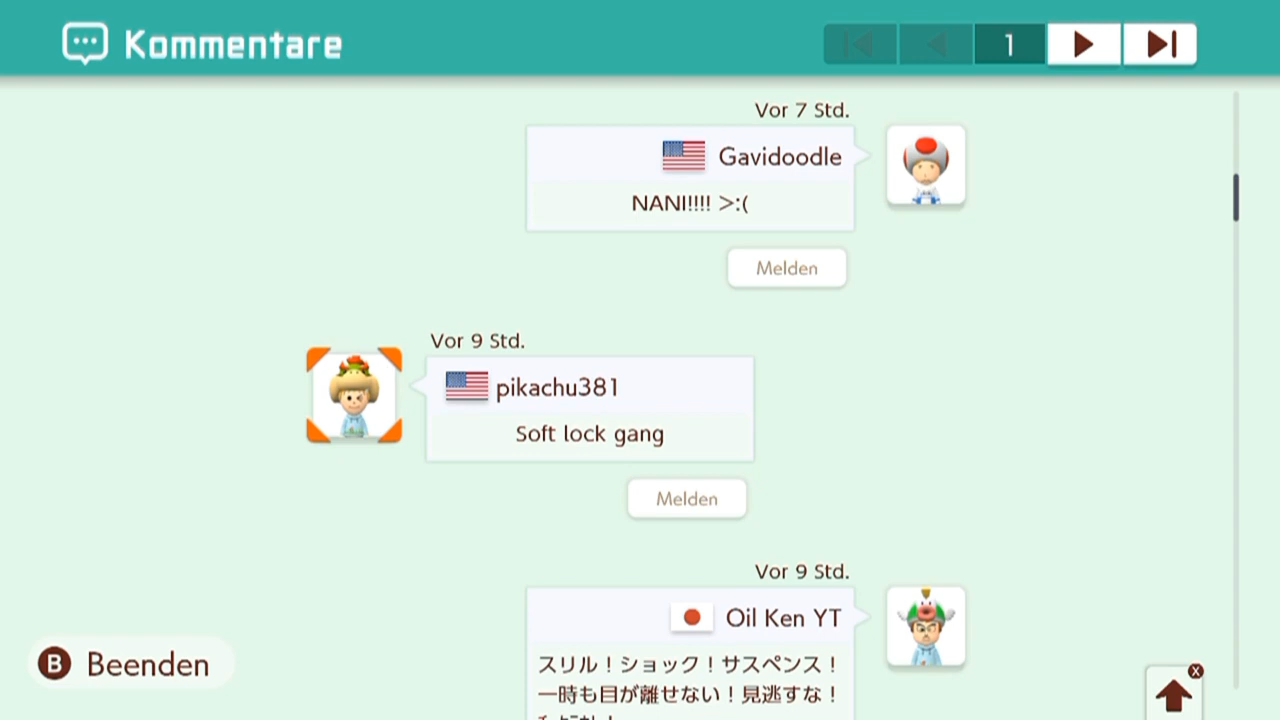 Kommentare
1
Vor 7 Std.
Gavidoodle
NANI!!!! >:(
Melden
Vor 9 Std.
pikachu381
Soft lock gang
Melden
Vor 9 Std.
Oil Ken YT
スリル！ショック！サスペンス！
一時も目が離せない！見逃すな！
B Beenden
X